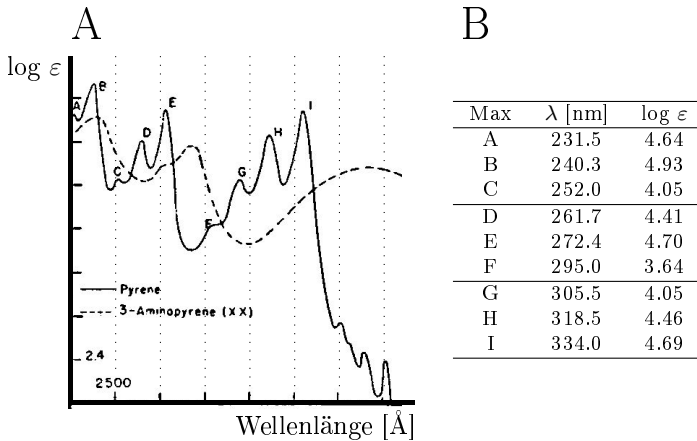 A
B
log ε
A
B
C
D
E
F
G
H
I
Pyrene
3-Aminopyrene (XX)
2.4
2500
Wellenlänge [Å]
Max λ [nm] log ε
A 231.5 4.64
B 240.3 4.93
C 252.0 4.05
D 261.7 4.41
E 272.4 4.70
F 295.0 3.64
G 305.5 4.05
H 318.5 4.46
I 334.0 4.69